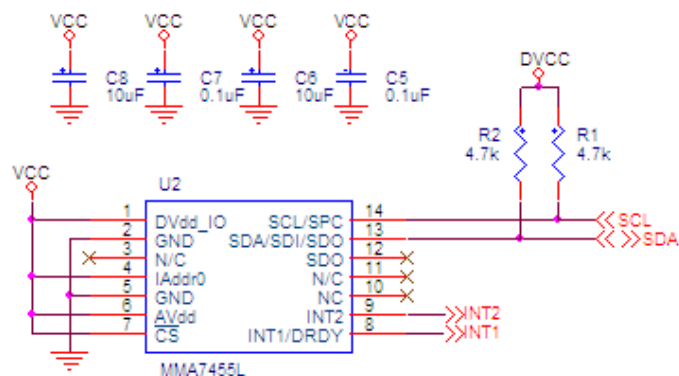 VCC VCC VCC VCC
C8 10uF
C7 0.1uF
C6 10uF
C5 0.1uF
DVCC
R2 4.7k
R1 4.7k
VCC
U2
1 DVdd_IO
2 GND
3 N/C
4 IAddr0
5 GND
6 AVdd
7 CS
SCL/SPC 14
SDA/SDI/SDO 13
SDO 12
N/C 11
NC 10
INT2 9
INT1/DRDY 8
SCL
SDA
INT2
INT1
MMA7455L